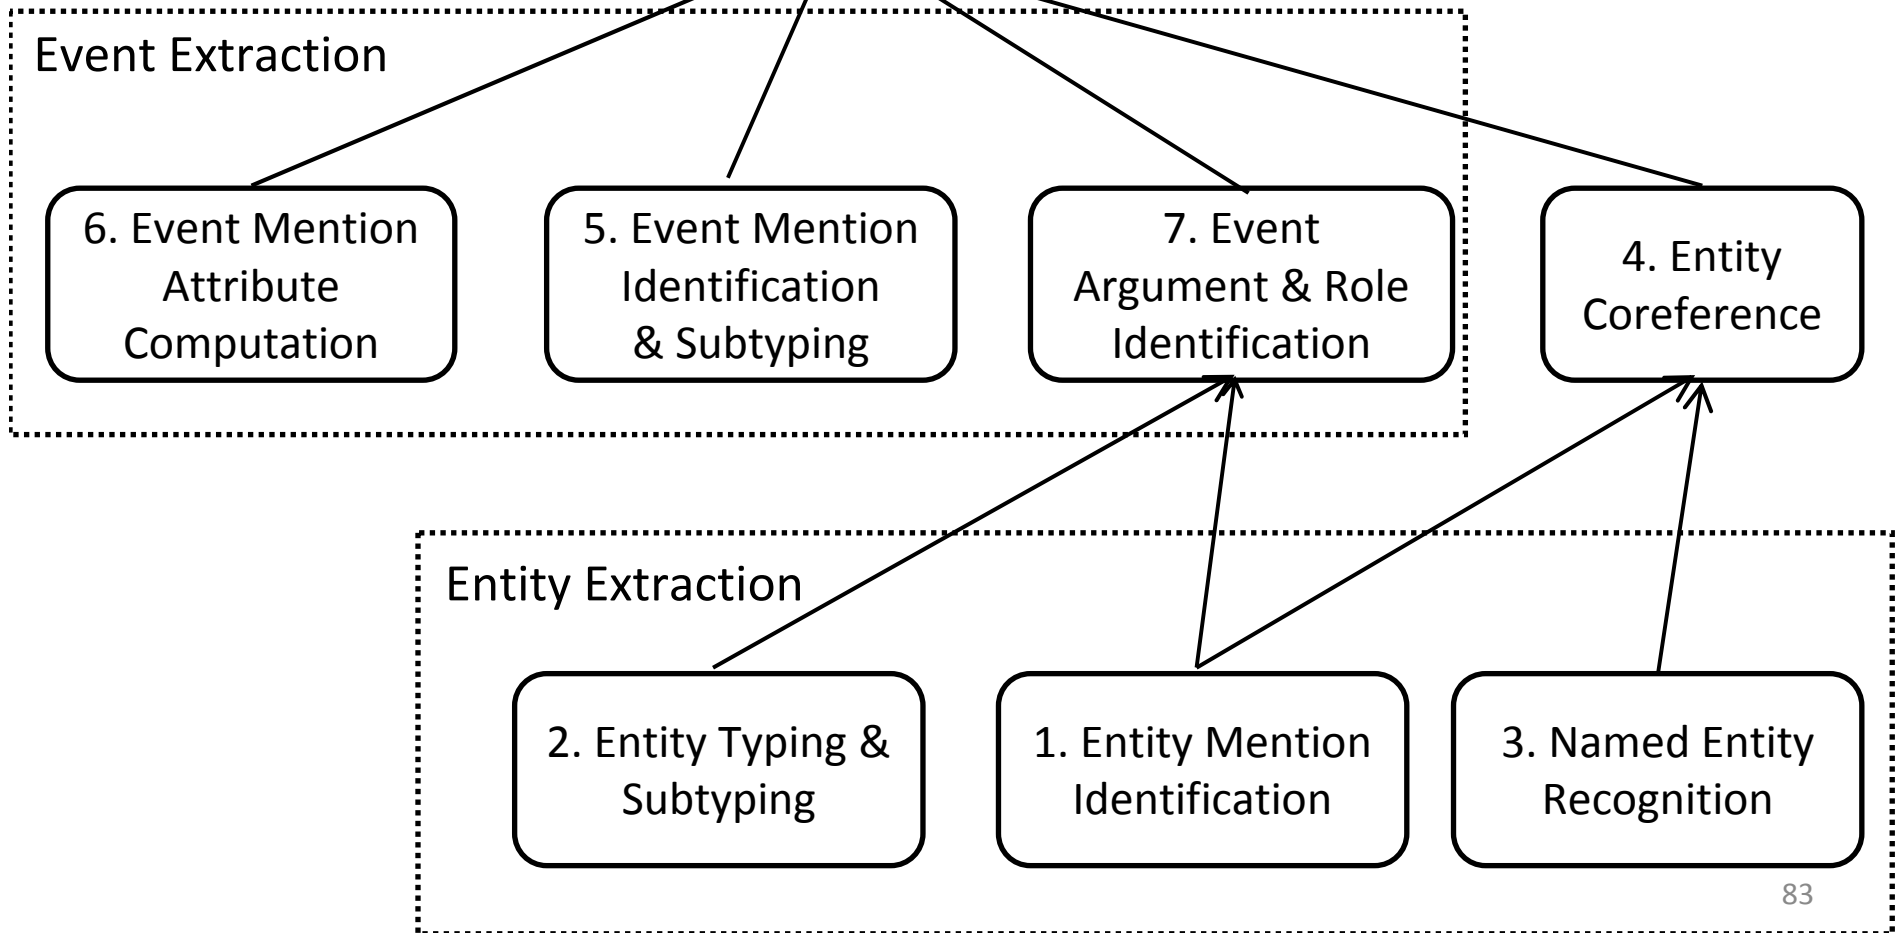 Event Extraction
6. Event Mention
Attribute
Computation
5. Event Mention
Identification
& Subtyping
7. Event
Argument & Role
Identification
4. Entity
Coreference
Entity Extraction
2. Entity Typing &
Subtyping
1. Entity Mention
Identification
3. Named Entity
Recognition
83